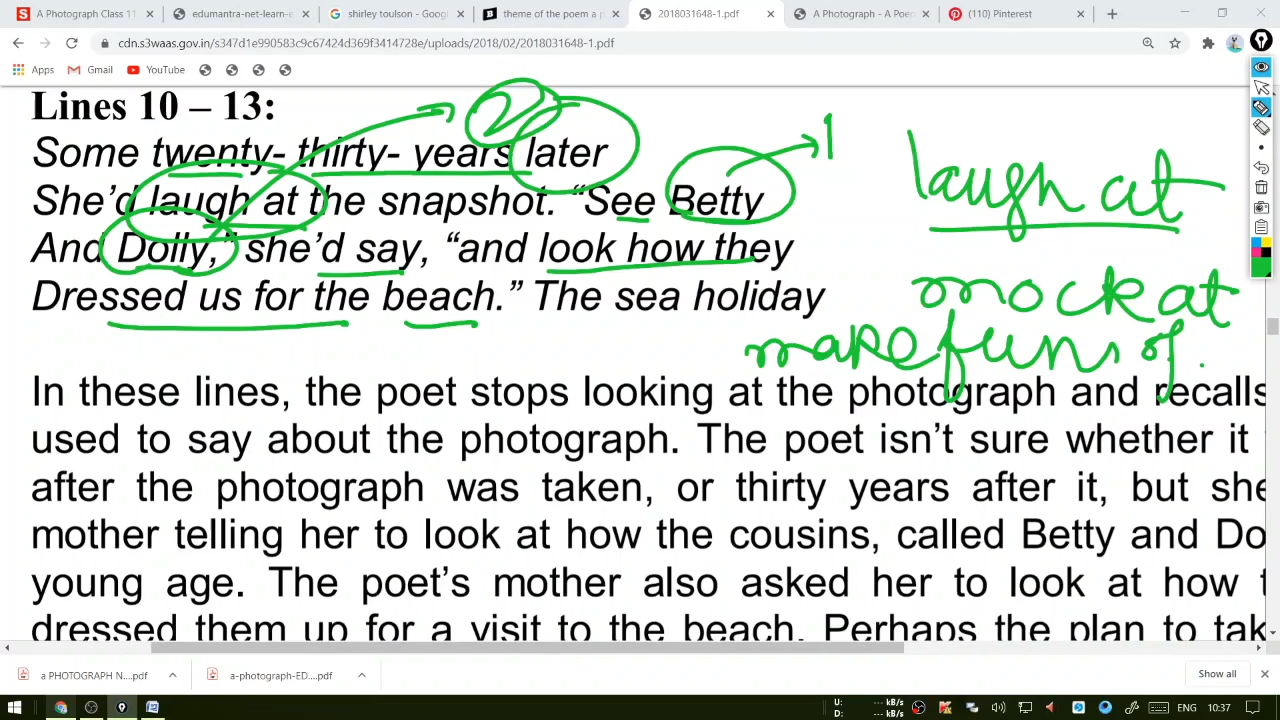 A Photograph Class 11
edumantra-net-learn-e
shirley toulson - Goog
theme of the poem a p
2018031648-1.pdf
A Photograph - A Poem
(110) Pinterest
cdn.s3waas.gov.in/s347d1e990583c9c67424d369f3414728e/uploads/2018/02/2018031648-1.pdf
Apps Gmail YouTube
Lines 10 – 13:
Some twenty- thirty- years later
She’d laugh at the snapshot. “See Betty
And Dolly,” she’d say, “and look how they
Dressed us for the beach.” The sea holiday
2
1
laugh at
mock at
make funs of.
In these lines, the poet stops looking at the photograph and recalls
used to say about the photograph. The poet isn’t sure whether it
after the photograph was taken, or thirty years after it, but she
mother telling her to look at how the cousins, called Betty and Do
young age. The poet’s mother also asked her to look at how t
dressed them up for a visit to the beach. Perhaps the plan to tak
a PHOTOGRAPH N....pdf
a-photograph-ED....pdf
Show all
U: --- kB/s
D: --- kB/s
ENG
10:37